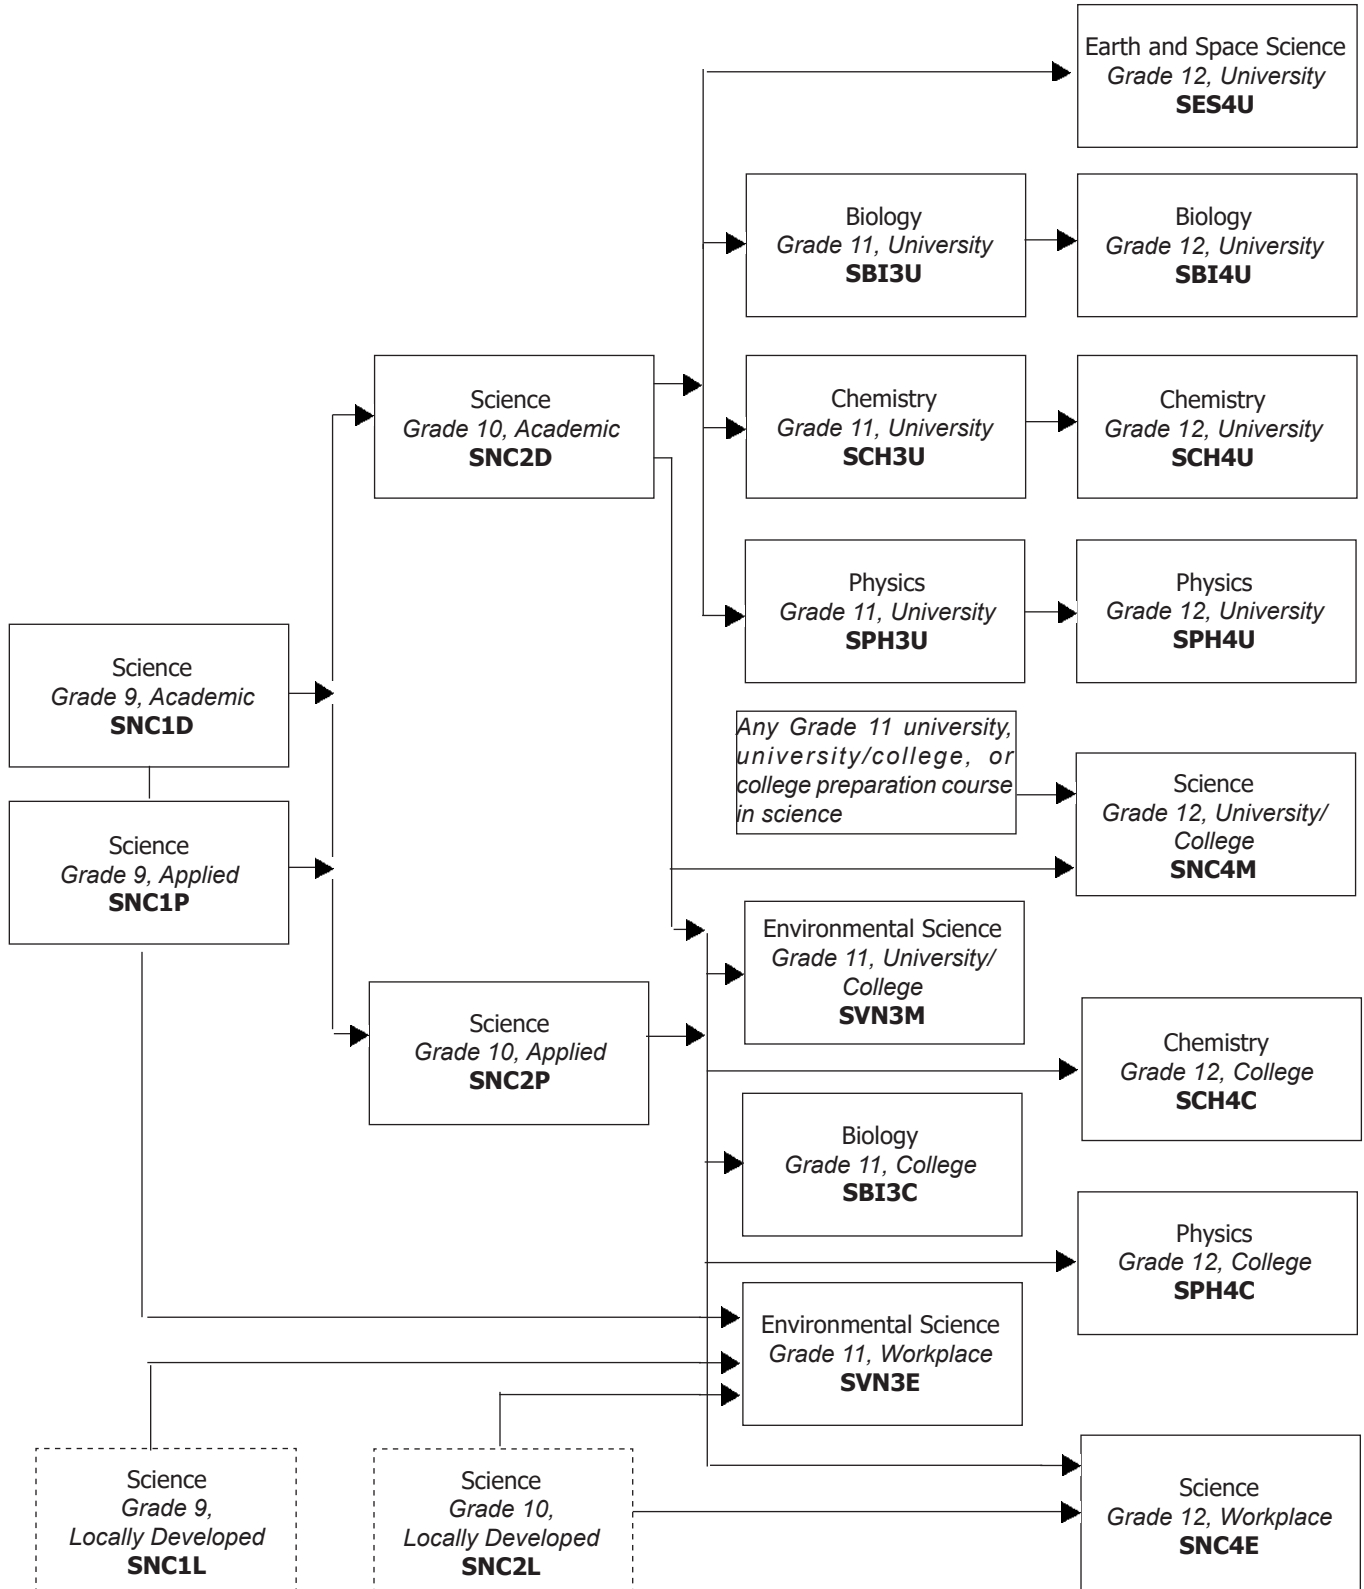 Earth and Space Science
Grade 12, University
SES4U
Biology
Grade 11, University
SBI3U
Biology
Grade 12, University
SBI4U
Science
Grade 10, Academic
SNC2D
Chemistry
Grade 11, University
SCH3U
Chemistry
Grade 12, University
SCH4U
Physics
Grade 11, University
SPH3U
Physics
Grade 12, University
SPH4U
Science
Grade 9, Academic
SNC1D
Any Grade 11 university,
university/college, or
college preparation course
in science
Science
Grade 12, University/
College
SNC4M
Science
Grade 9, Applied
SNC1P
Environmental Science
Grade 11, University/
College
SVN3M
Science
Grade 10, Applied
SNC2P
Chemistry
Grade 12, College
SCH4C
Biology
Grade 11, College
SBI3C
Physics
Grade 12, College
SPH4C
Environmental Science
Grade 11, Workplace
SVN3E
Science
Grade 9,
Locally Developed
SNC1L
Science
Grade 10,
Locally Developed
SNC2L
Science
Grade 12, Workplace
SNC4E